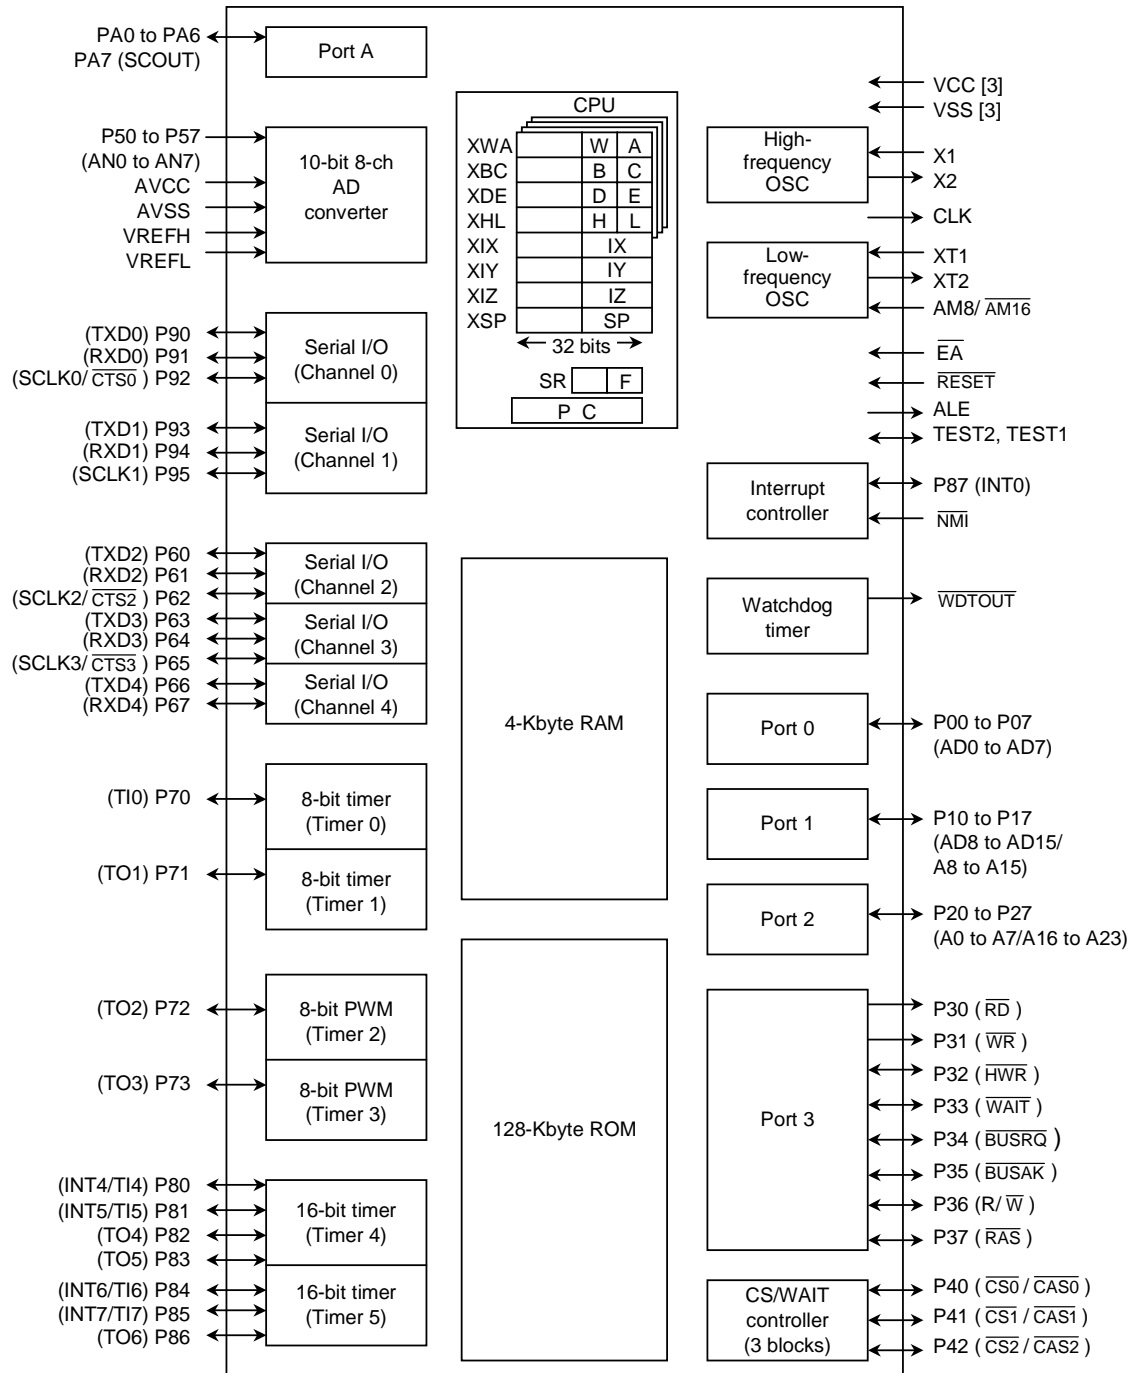 PA0 to PA6
PA7 (SCOUT)
Port A
P50 to P57
(AN0 to AN7)
AVCC
AVSS
VREFH
VREFL
10-bit 8-ch
AD
converter
(TXD0) P90
(RXD0) P91
(SCLK0/ CTS0 ) P92
Serial I/O
(Channel 0)
(TXD1) P93
(RXD1) P94
(SCLK1) P95
Serial I/O
(Channel 1)
(TXD2) P60
(RXD2) P61
(SCLK2/ CTS2 ) P62
Serial I/O
(Channel 2)
(TXD3) P63
(RXD3) P64
(SCLK3/ CTS3 ) P65
Serial I/O
(Channel 3)
(TXD4) P66
(RXD4) P67
Serial I/O
(Channel 4)
(TI0) P70
8-bit timer
(Timer 0)
(TO1) P71
8-bit timer
(Timer 1)
(TO2) P72
8-bit PWM
(Timer 2)
(TO3) P73
8-bit PWM
(Timer 3)
(INT4/TI4) P80
(INT5/TI5) P81
(TO4) P82
(TO5) P83
16-bit timer
(Timer 4)
(INT6/TI6) P84
(INT7/TI7) P85
(TO6) P86
16-bit timer
(Timer 5)
CPU
XWA W A
XBC B C
XDE D E
XHL H L
XIX IX
XIY IY
XIZ IZ
XSP SP
32 bits
SR F
P C
4-Kbyte RAM
128-Kbyte ROM
VCC [3]
VSS [3]
High-
frequency
OSC
X1
X2
CLK
Low-
frequency
OSC
XT1
XT2
AM8/ AM16
EA
RESET
ALE
TEST2, TEST1
Interrupt
controller
P87 (INT0)
NMI
Watchdog
timer
WDTOUT
Port 0
P00 to P07
(AD0 to AD7)
Port 1
P10 to P17
(AD8 to AD15/
A8 to A15)
Port 2
P20 to P27
(A0 to A7/A16 to A23)
Port 3
P30 ( RD )
P31 ( WR )
P32 ( HWR )
P33 ( WAIT )
P34 ( BUSRQ )
P35 ( BUSAK )
P36 (R/ W )
P37 ( RAS )
CS/WAIT
controller
(3 blocks)
P40 ( CS0 / CAS0 )
P41 ( CS1 / CAS1 )
P42 ( CS2 / CAS2 )